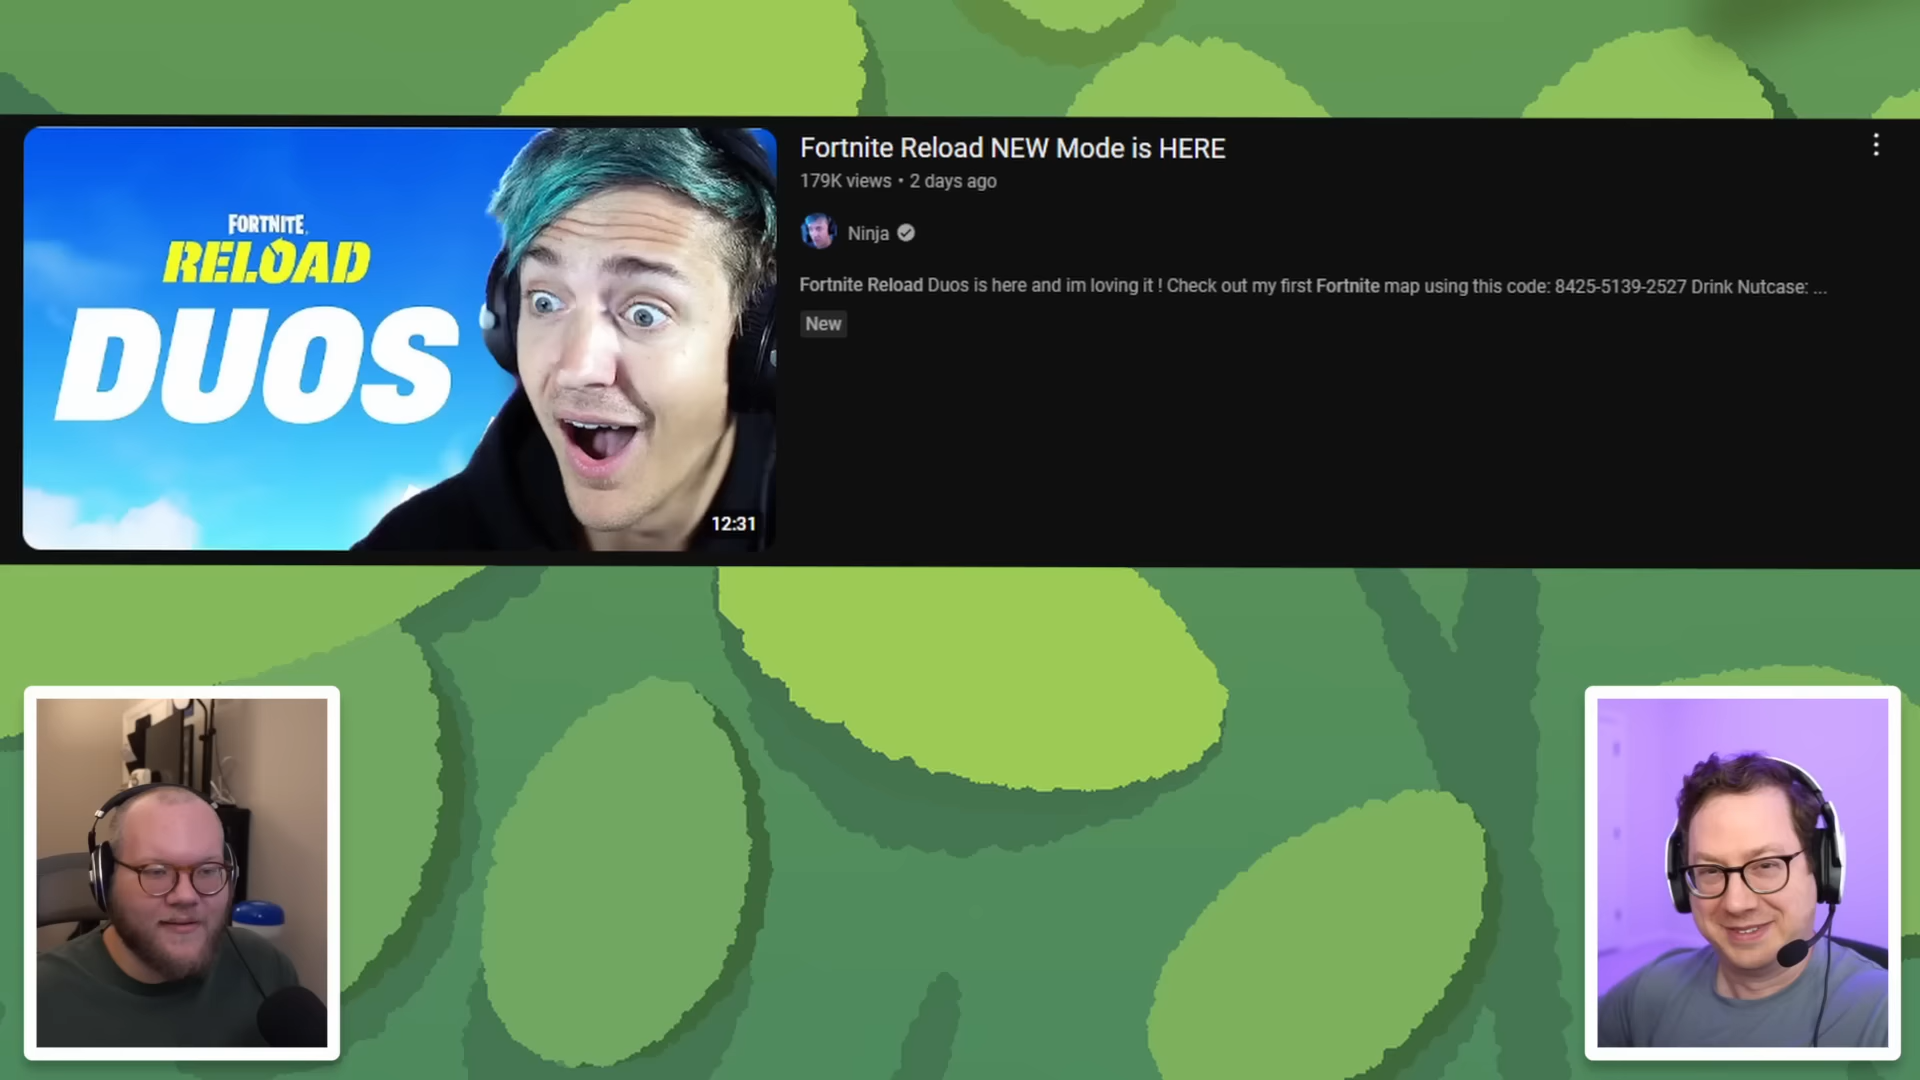 FORTNITE
RELOAD
DUOS
12:31
Fortnite Reload NEW Mode is HERE
179K views • 2 days ago
Ninja
Fortnite Reload Duos is here and im loving it ! Check out my first Fortnite map using this code: 8425-5139-2527 Drink Nutcase: ...
New